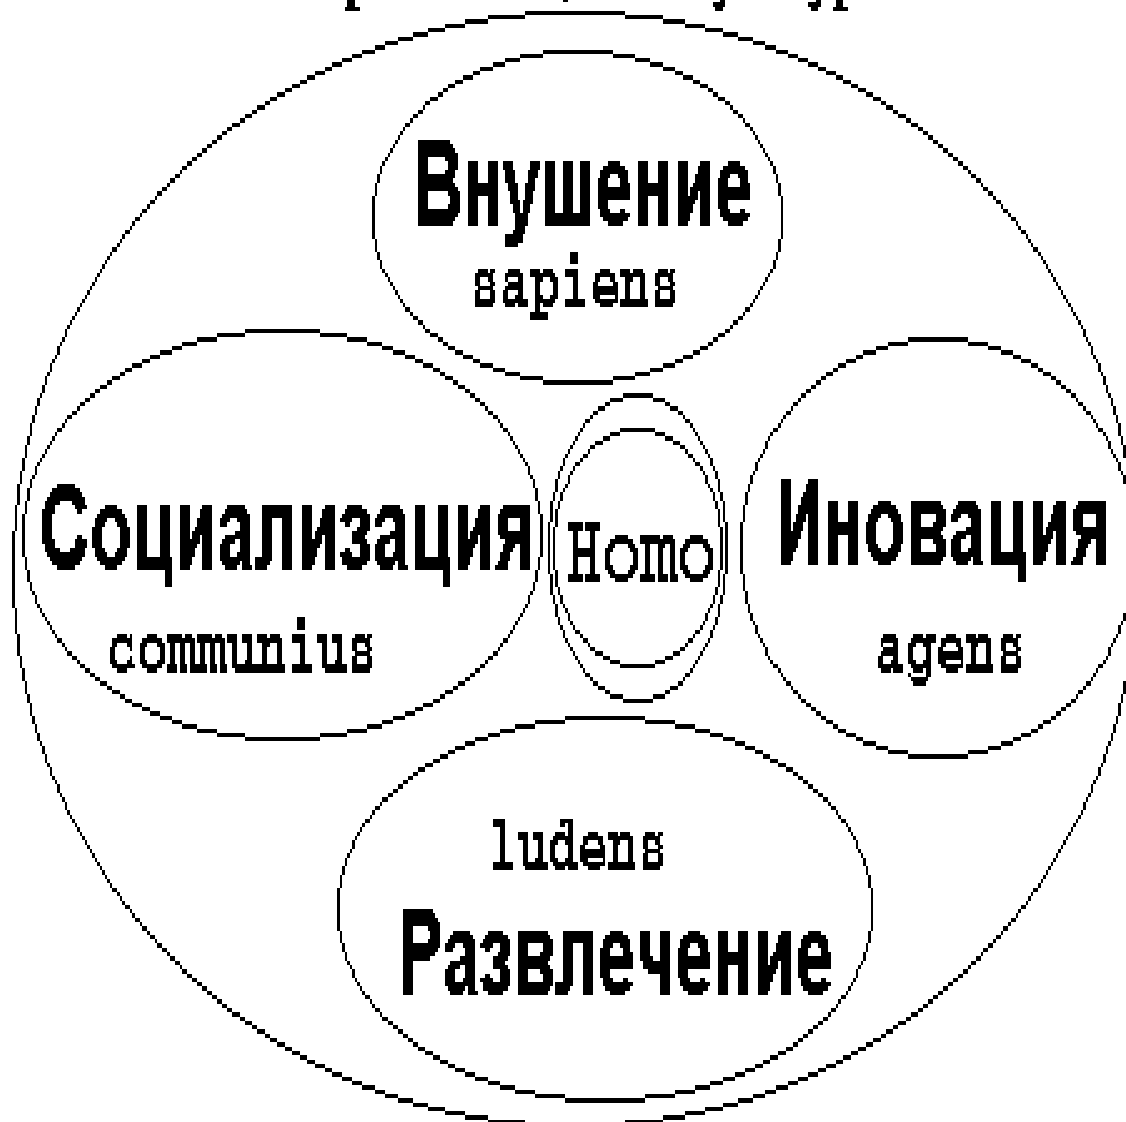 Внушение
sapiens
Социализация
communius
Homo
Иновация
agens
ludens
Развлечение